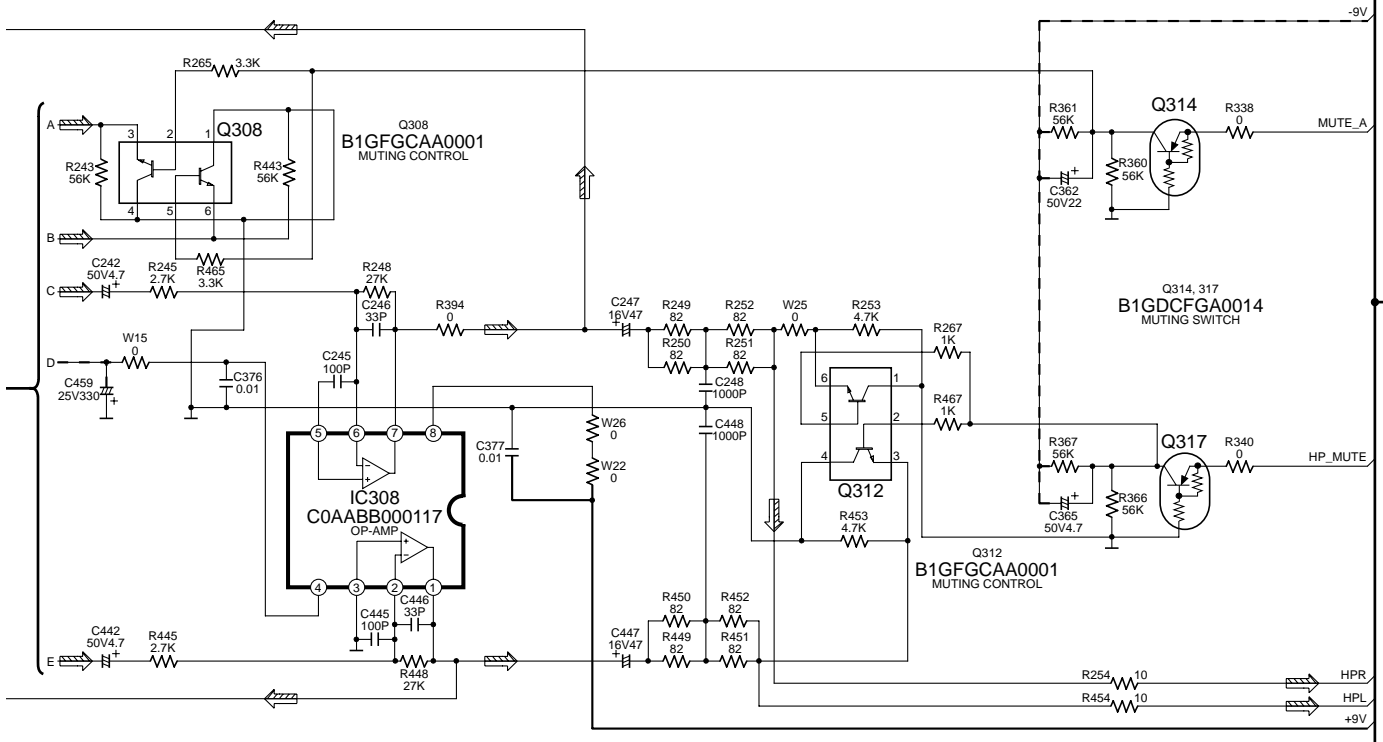 -9V
R265 3.3K
A
3 2 1
Q308
R243
56K
R443
56K
4 5 6
B
R465
3.3K
Q308
B1GFGCAA0001
MUTING CONTROL
R361
56K
Q314
R338
0
MUTE_A
R360
56K
C362
50V22
+
Q314, 317
B1GDCFGA0014
MUTING SWITCH
C
C242
50V4.7
+
R245
2.7K
R248
27K
C246
33P
R394
0
C247
16V47
+
R249
82
R252
82
W25
0
R253
4.7K
R250
82
R251
82
R267
1K
D
W15
0
C459
25V330
+
C376
0.01
C245
100P
C248
1000P
C448
1000P
6 1
5 2
4 3
Q312
R467
1K
5 6 7 8
C377
0.01
W26
0
W22
0
-
+
IC308
C0AABB000117
OP-AMP
+
-
4 3 2 1
R453
4.7K
R367
56K
Q317
R340
0
HP_MUTE
C365
50V4.7
+
R366
56K
Q312
B1GFGCAA0001
MUTING CONTROL
C445
100P
C446
33P
E
C442
50V4.7
+
R445
2.7K
R448
27K
C447
16V47
+
R450
82
R452
82
R449
82
R451
82
R254 10
HPR
R454 10
HPL
+9V